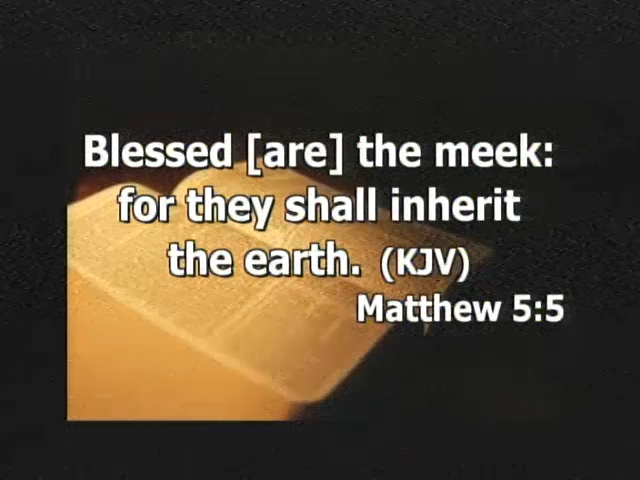 Blessed [are] the meek:
for they shall inherit
the earth. (KJV)
Matthew 5:5